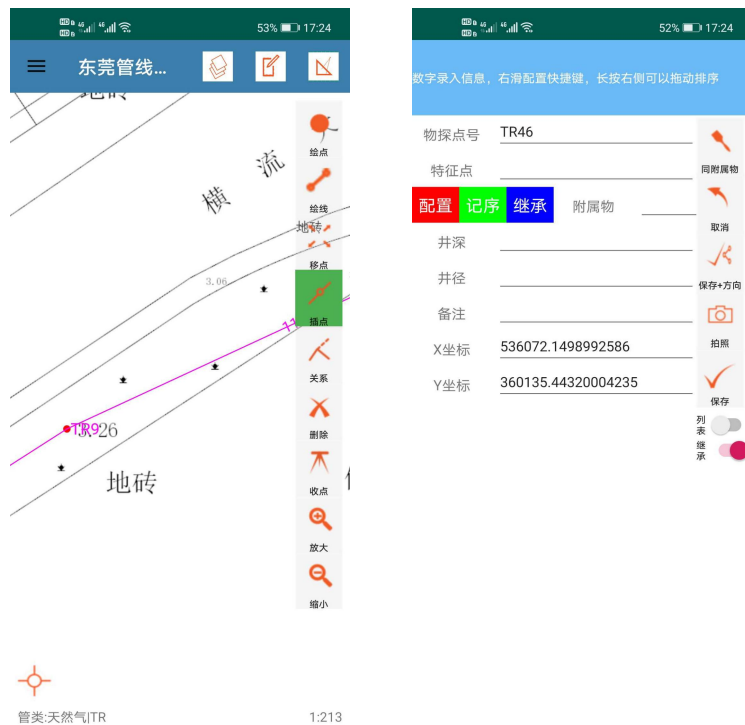 53% 17:24
东莞管线...
绘点
横 流
绘线
地砖
移点
3.06
插点
11
关系
TR9
3.26
删除
地砖
收点
放大
缩小
管类:天然气|TR
1:213
52% 17:24
数字录入信息，右滑配置快捷键，长按右侧可以拖动排序
物探点号 TR46
同附属物
特征点
配置 记序 继承 附属物
取消
井深
井径
保存+方向
备注
拍照
X坐标 536072.1498992586
Y坐标 360135.44320004235
保存
列表
继承